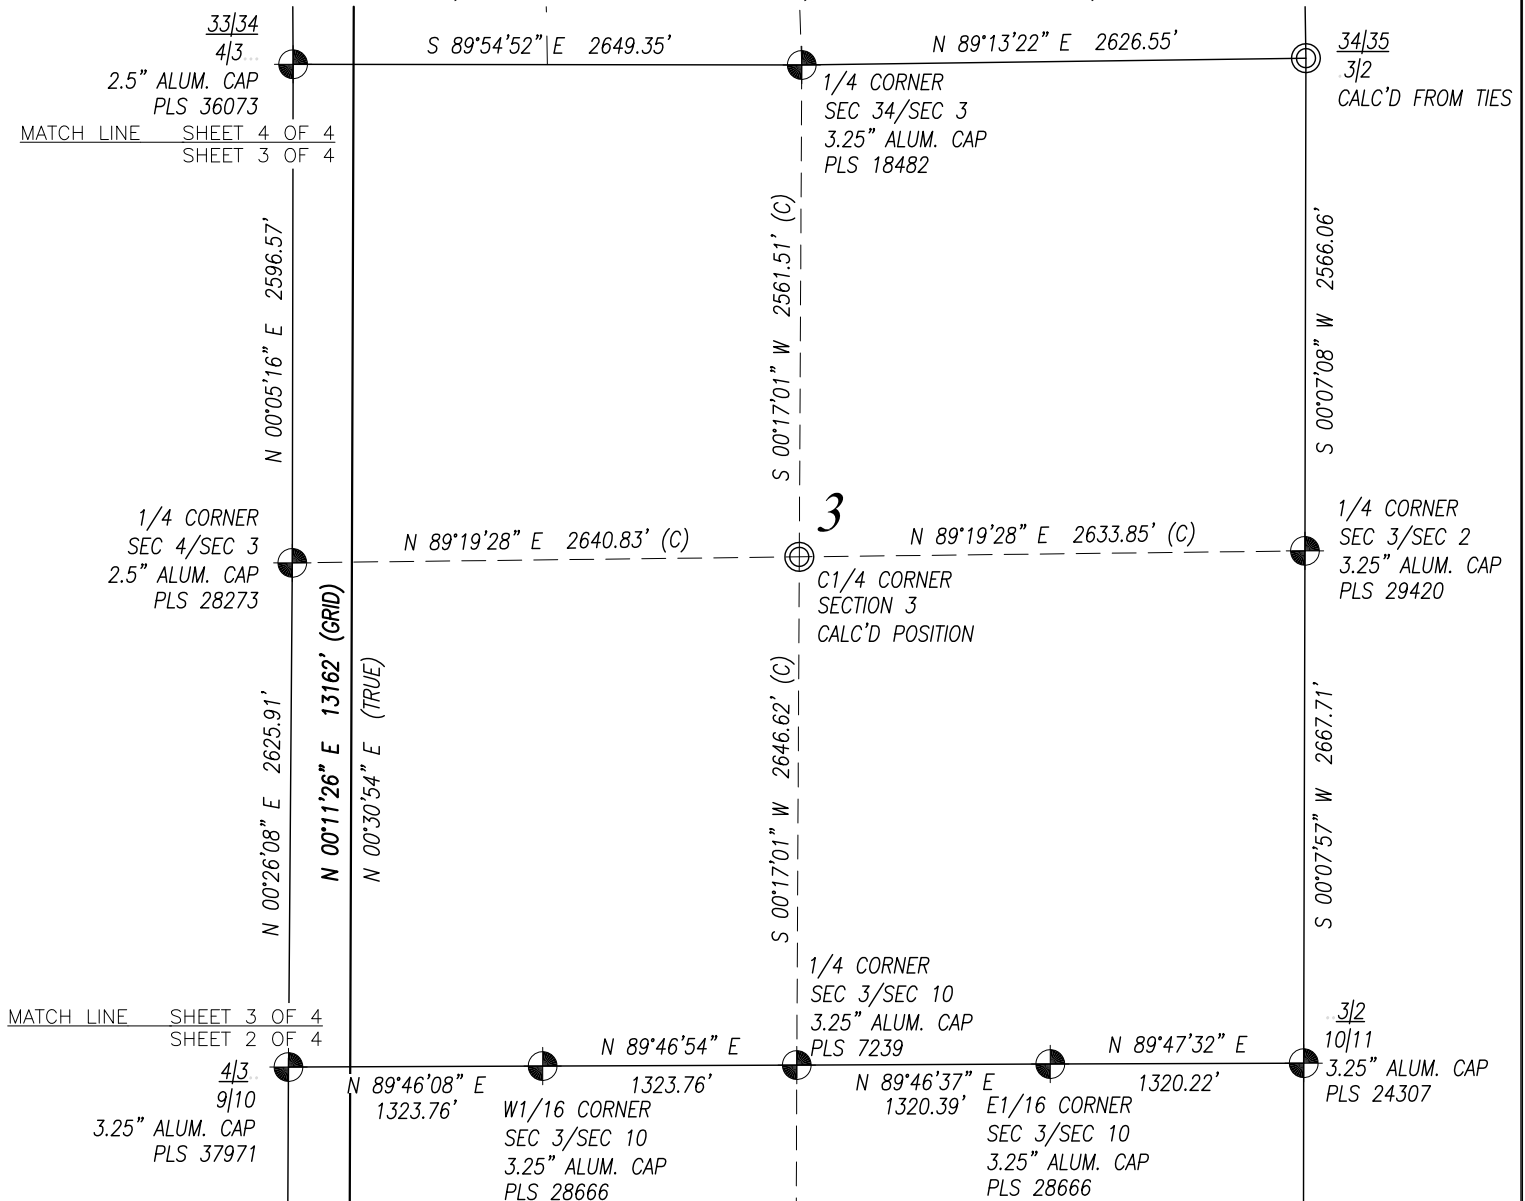 33|34
4|3
2.5" ALUM. CAP
PLS 36073
S 89°54'52" E 2649.35'
N 89°13'22" E 2626.55'
34|35
3|2
CALC'D FROM TIES
1/4 CORNER
SEC 34/SEC 3
3.25" ALUM. CAP
PLS 18482
MATCH LINE SHEET 4 OF 4
SHEET 3 OF 4
N 00°05'16" E 2596.57'
S 00°17'01" W 2561.51' (C)
S 00°07'08" W 2566.06'
1/4 CORNER
SEC 4/SEC 3
2.5" ALUM. CAP
PLS 28273
N 89°19'28" E 2640.83' (C)
3
N 89°19'28" E 2633.85' (C)
1/4 CORNER
SEC 3/SEC 2
3.25" ALUM. CAP
PLS 29420
C1/4 CORNER
SECTION 3
CALC'D POSITION
N 00°26'08" E 2625.91'
N 00°11'26" E 13162' (GRID)
N 00°30'54" E (TRUE)
S 00°17'01" W 2646.62' (C)
S 00°07'57" W 2667.71'
1/4 CORNER
SEC 3/SEC 10
3.25" ALUM. CAP
PLS 7239
MATCH LINE SHEET 3 OF 4
SHEET 2 OF 4
4|3
9|10
3.25" ALUM. CAP
PLS 37971
N 89°46'08" E
1323.76'
N 89°46'54" E
1323.76'
W1/16 CORNER
SEC 3/SEC 10
3.25" ALUM. CAP
PLS 28666
N 89°46'37" E
1320.39'
N 89°47'32" E
1320.22'
E1/16 CORNER
SEC 3/SEC 10
3.25" ALUM. CAP
PLS 28666
3|2
10|11
3.25" ALUM. CAP
PLS 24307